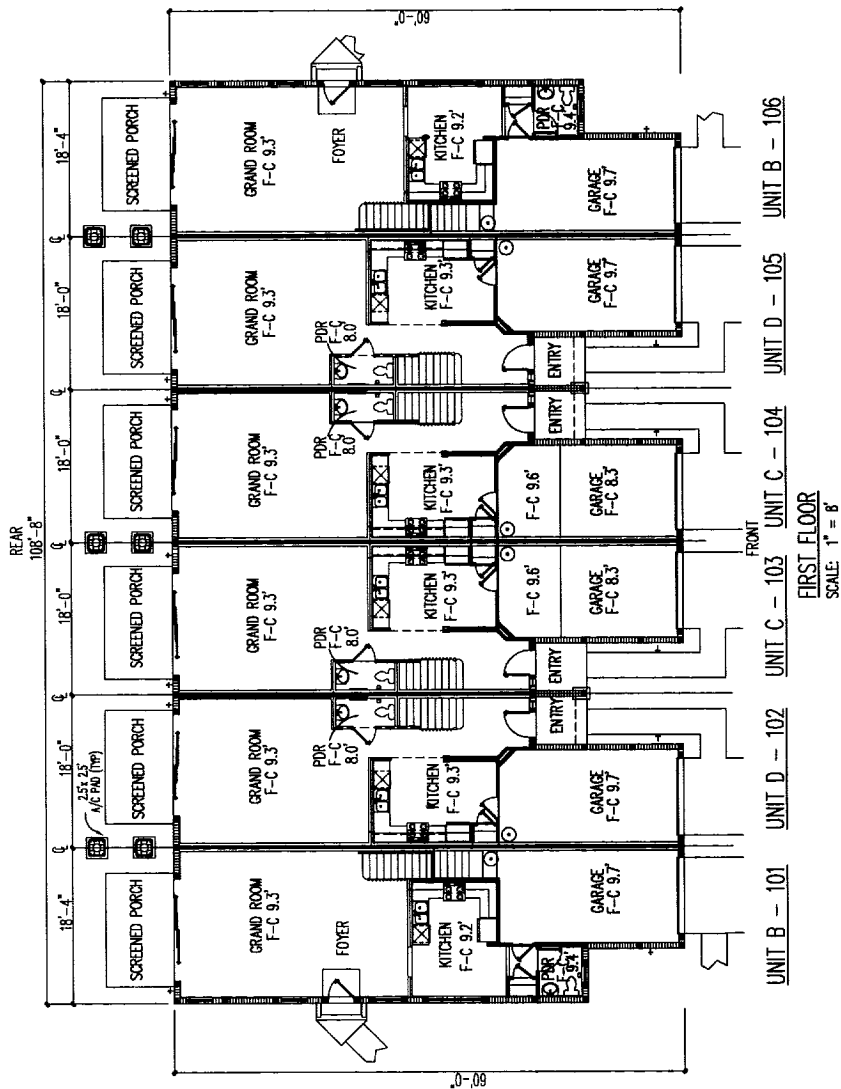 REAR
108'-8"
18'-4"
18'-0"
18'-0"
18'-0"
18'-0"
18'-4"
℄
℄
℄
℄
℄
2.5'x 2.5'
A/C PAD (TYP)
SCREENED PORCH
SCREENED PORCH
SCREENED PORCH
SCREENED PORCH
SCREENED PORCH
SCREENED PORCH
60'-0"
60'-0"
GRAND ROOM
F-C 9.3'
GRAND ROOM
F-C 9.3'
GRAND ROOM
F-C 9.3'
GRAND ROOM
F-C 9.3'
GRAND ROOM
F-C 9.3'
GRAND ROOM
F-C 9.3'
FOYER
PDR
F-C
8.0'
PDR
F-C
8.0'
PDR
F-C
8.0'
PDR
F-C
8.0'
FOYER
KITCHEN
F-C 9.2'
KITCHEN
F-C 9.3'
KITCHEN
F-C 9.3'
KITCHEN
F-C 9.3'
KITCHEN
F-C 9.3'
KITCHEN
F-C 9.2'
PDR
F-C
9.4'
GARAGE
F-C 9.7'
GARAGE
F-C 9.7'
ENTRY
ENTRY
F-C 9.6'
GARAGE
F-C 8.3'
F-C 9.6'
GARAGE
F-C 8.3'
ENTRY
ENTRY
GARAGE
F-C 9.7'
GARAGE
F-C 9.7'
PDR
F-C
9.4'
FRONT
UNIT B - 101
UNIT D - 102
UNIT C - 103
UNIT C - 104
UNIT D - 105
UNIT B - 106
FIRST FLOOR
SCALE: 1" = 8'